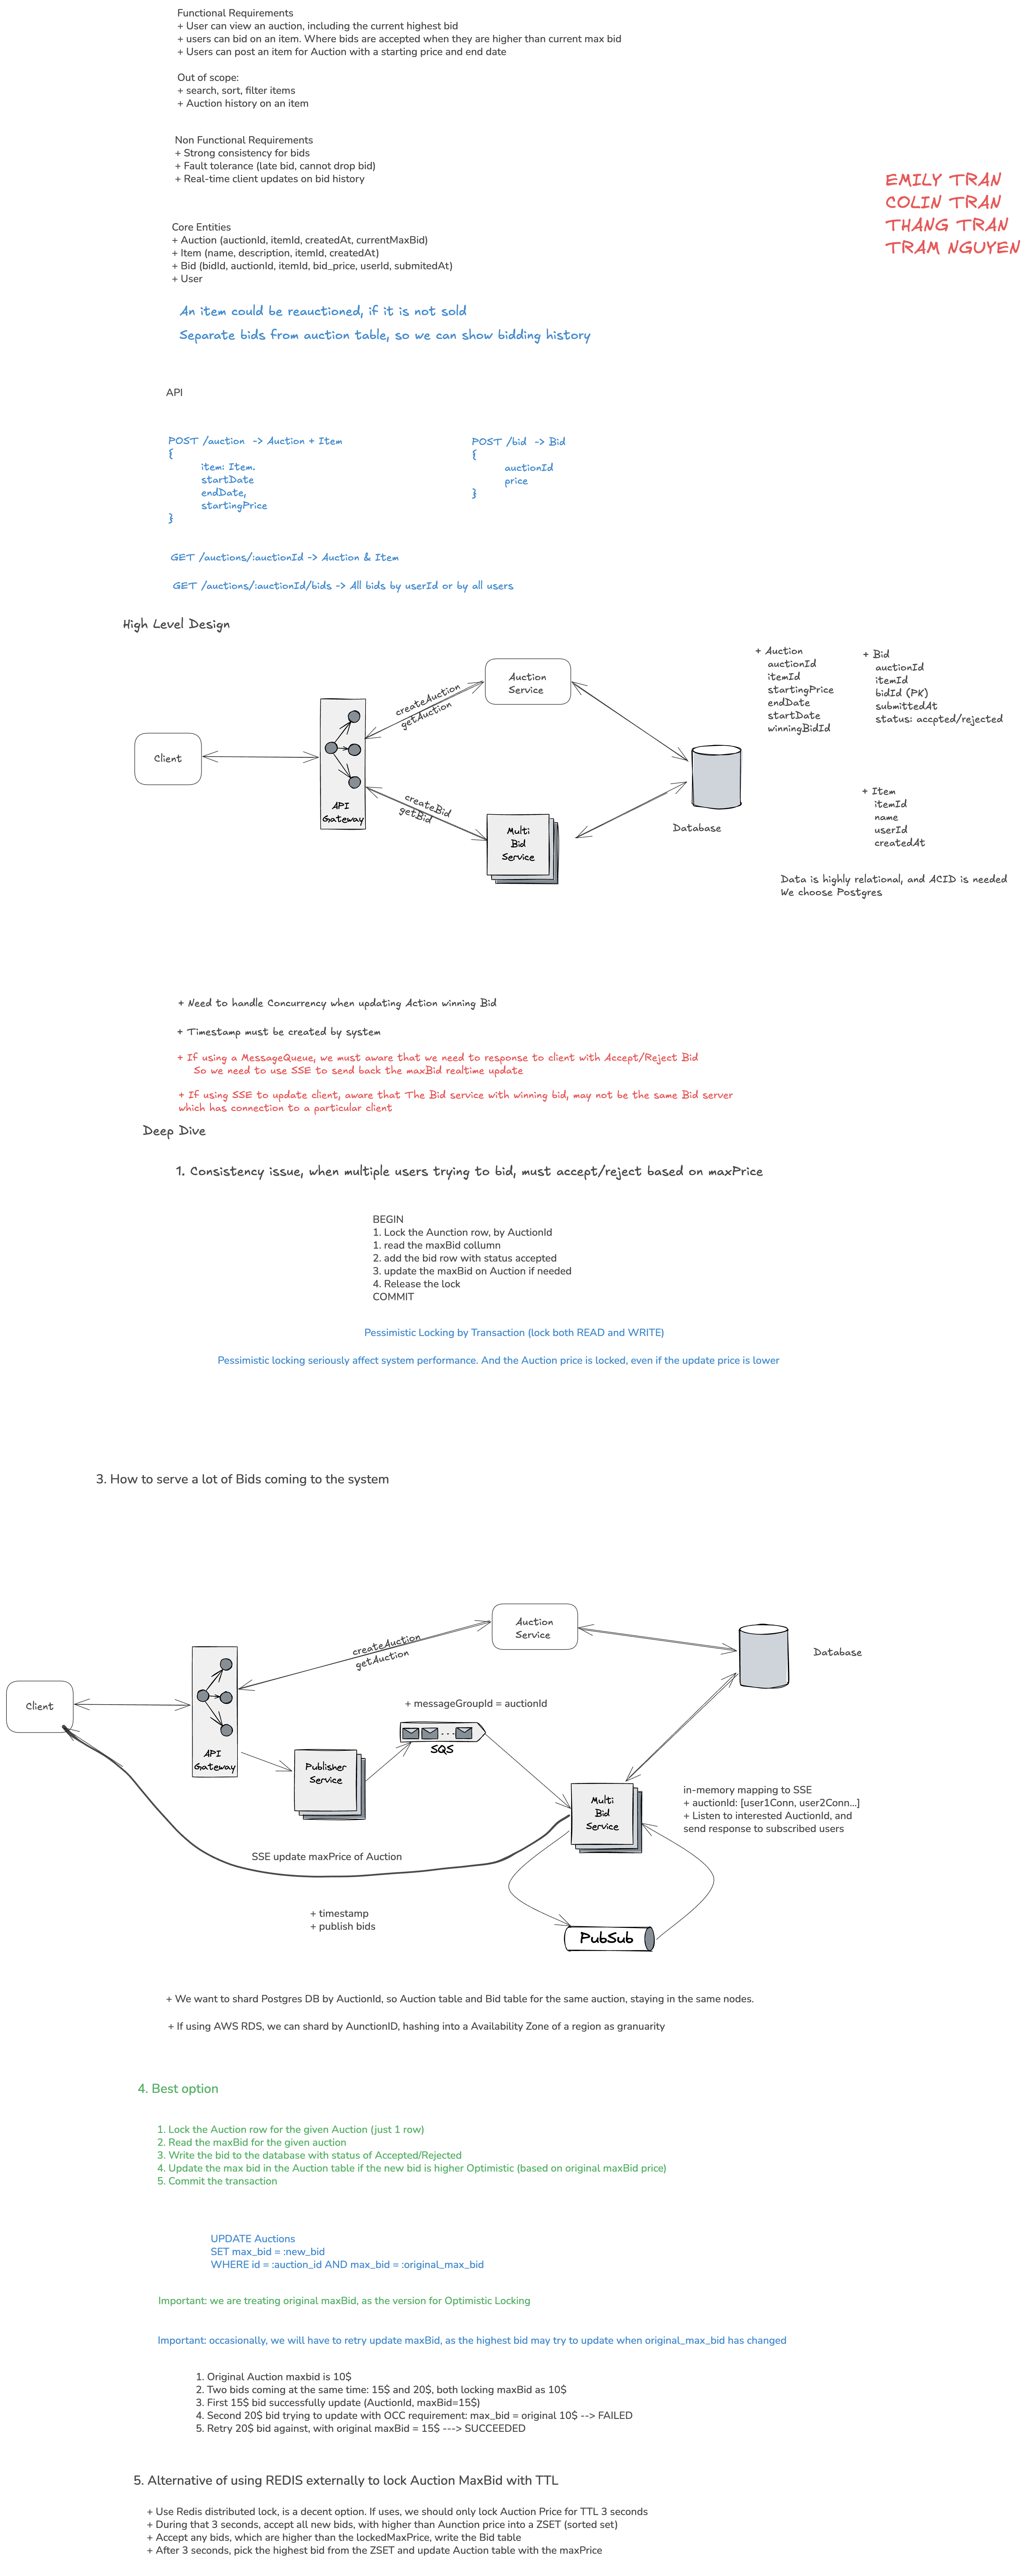 Functional Requirements
+ User can view an auction, including the current highest bid
+ users can bid on an item. Where bids are accepted when they are higher than current max bid
+ Users can post an item for Auction with a starting price and end date
Out of scope:
+ search, sort, filter items
+ Auction history on an item
Non Functional Requirements
+ Strong consistency for bids
+ Fault tolerance (late bid, cannot drop bid)
+ Real-time client updates on bid history
EMILY TRAN
COLIN TRAN
THANG TRAN
TRAM NGUYEN
Core Entities
+ Auction (auctionId, itemId, createdAt, currentMaxBid)
+ Item (name, description, itemId, createdAt)
+ Bid (bidId, auctionId, itemId, bid_price, userId, submitedAt)
+ User
An item could be reauctioned, if it is not sold
Separate bids from auction table, so we can show bidding history
API
POST /auction -> Auction + Item
{
item: Item.
startDate
endDate,
startingPrice
}
POST /bid -> Bid
{
auctionId
price
}
GET /auctions/:auctionId -> Auction & Item
GET /auctions/:auctionId/bids -> All bids by userId or by all users
High Level Design
Client
API
Gateway
createAuction
getAuction
createBid
getBid
Auction
Service
Multi
Bid
Service
Database
+ Auction
auctionId
itemId
startingPrice
endDate
startDate
winningBidId
+ Bid
auctionId
itemId
bidId (PK)
submittedAt
status: accpted/rejected
+ Item
itemId
name
userId
createdAt
Data is highly relational, and ACID is needed
We choose Postgres
+ Need to handle Concurrency when updating Action winning Bid
+ Timestamp must be created by system
+ If using a MessageQueue, we must aware that we need to response to client with Accept/Reject Bid
So we need to use SSE to send back the maxBid realtime update
+ If using SSE to update client, aware that The Bid service with winning bid, may not be the same Bid server
which has connection to a particular client
Deep Dive
1. Consistency issue, when multiple users trying to bid, must accept/reject based on maxPrice
BEGIN
1. Lock the Aunction row, by AuctionId
1. read the maxBid collumn
2. add the bid row with status accepted
3. update the maxBid on Auction if needed
4. Release the lock
COMMIT
Pessimistic Locking by Transaction (lock both READ and WRITE)
Pessimistic locking seriously affect system performance. And the Auction price is locked, even if the update price is lower
3. How to serve a lot of Bids coming to the system
Client
API
Gateway
createAuction
getAuction
Auction
Service
Database
+ messageGroupId = auctionId
SQS
Publisher
Service
Multi
Bid
Service
in-memory mapping to SSE
+ auctionId: [user1Conn, user2Conn...]
+ Listen to interested AuctionId, and
send response to subscribed users
SSE update maxPrice of Auction
+ timestamp
+ publish bids
PubSub
+ We want to shard Postgres DB by AuctionId, so Auction table and Bid table for the same auction, staying in the same nodes.
+ If using AWS RDS, we can shard by AunctionID, hashing into a Availability Zone of a region as granuarity
4. Best option
1. Lock the Auction row for the given Auction (just 1 row)
2. Read the maxBid for the given auction
3. Write the bid to the database with status of Accepted/Rejected
4. Update the max bid in the Auction table if the new bid is higher Optimistic (based on original maxBid price)
5. Commit the transaction
UPDATE Auctions
SET max_bid = :new_bid
WHERE id = :auction_id AND max_bid = :original_max_bid
Important: we are treating original maxBid, as the version for Optimistic Locking
Important: occasionally, we will have to retry update maxBid, as the highest bid may try to update when original_max_bid has changed
1. Original Auction maxbid is 10$
2. Two bids coming at the same time: 15$ and 20$, both locking maxBid as 10$
3. First 15$ bid successfully update (AuctionId, maxBid=15$)
4. Second 20$ bid trying to update with OCC requirement: max_bid = original 10$ --> FAILED
5. Retry 20$ bid against, with original maxBid = 15$ ---> SUCCEEDED
5. Alternative of using REDIS externally to lock Auction MaxBid with TTL
+ Use Redis distributed lock, is a decent option. If uses, we should only lock Auction Price for TTL 3 seconds
+ During that 3 seconds, accept all new bids, with higher than Aunction price into a ZSET (sorted set)
+ Accept any bids, which are higher than the lockedMaxPrice, write the Bid table
+ After 3 seconds, pick the highest bid from the ZSET and update Auction table with the maxPrice